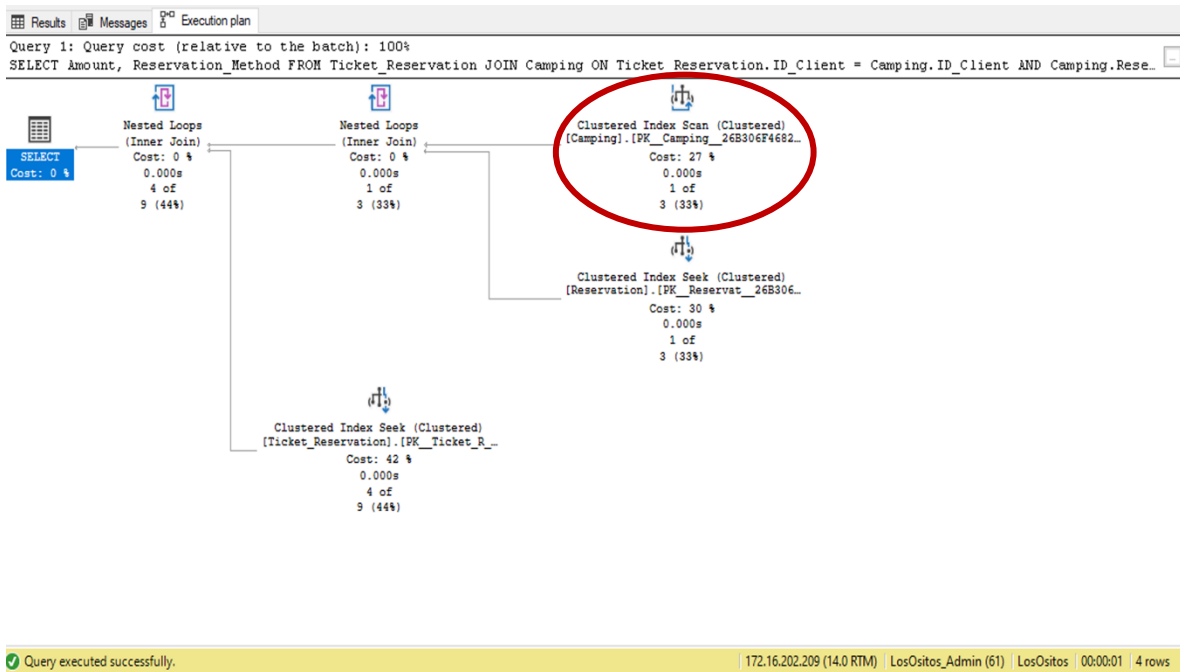 Results
Messages
Execution plan
Query 1: Query cost (relative to the batch): 100%
SELECT Amount, Reservation_Method FROM Ticket_Reservation JOIN Camping ON Ticket_Reservation.ID_Client = Camping.ID_Client AND Camping.Rese…
SELECT
Cost: 0 %
Nested Loops
(Inner Join)
Cost: 0 %
0.000s
4 of
9 (44%)
Nested Loops
(Inner Join)
Cost: 0 %
0.000s
1 of
3 (33%)
Clustered Index Scan (Clustered)
[Camping].[PK__Camping__26B306F4682…
Cost: 27 %
0.000s
1 of
3 (33%)
Clustered Index Seek (Clustered)
[Reservation].[PK__Reservat__26B306…
Cost: 30 %
0.000s
1 of
3 (33%)
Clustered Index Seek (Clustered)
[Ticket_Reservation].[PK__Ticket_R_…
Cost: 42 %
0.000s
4 of
9 (44%)
Query executed successfully.
172.16.202.209 (14.0 RTM)
LosOsitos_Admin (61)
LosOsitos
00:00:01
4 rows